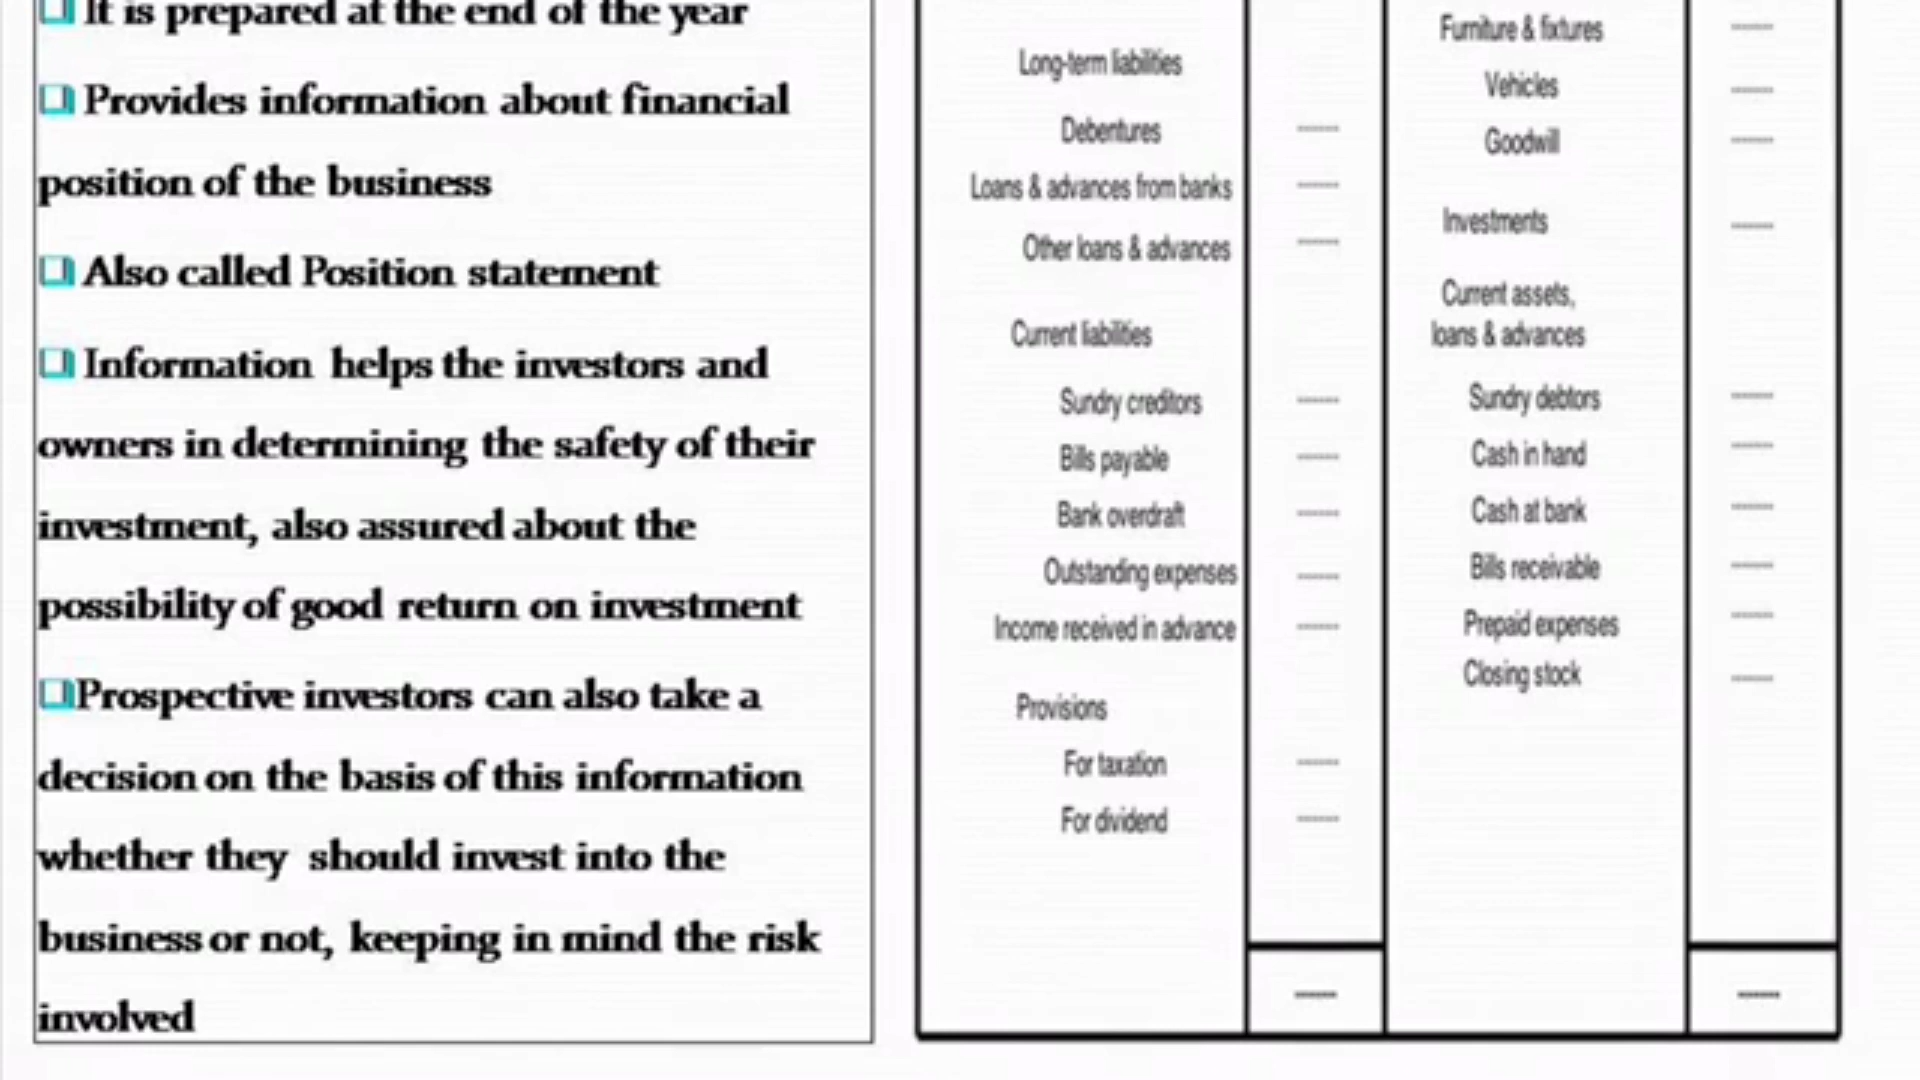 It is prepared at the end of the year
Provides information about financial
position of the business
Also called Position statement
Information helps the investors and
owners in determining the safety of their
investment, also assured about the
possibility of good return on investment
Prospective investors can also take a
decision on the basis of this information
whether they should invest into the
business or not, keeping in mind the risk
involved
Long-term liabilities
Debentures
Loans & advances from banks
Other loans & advances
Current liabilities
Sundry creditors
Bills payable
Bank overdraft
Outstanding expenses
Income received in advance
Provisions
For taxation
For dividend
Furniture & fixtures
Vehicles
Goodwill
Investments
Current assets,
loans & advances
Sundry debtors
Cash in hand
Cash at bank
Bills receivable
Prepaid expenses
Closing stock